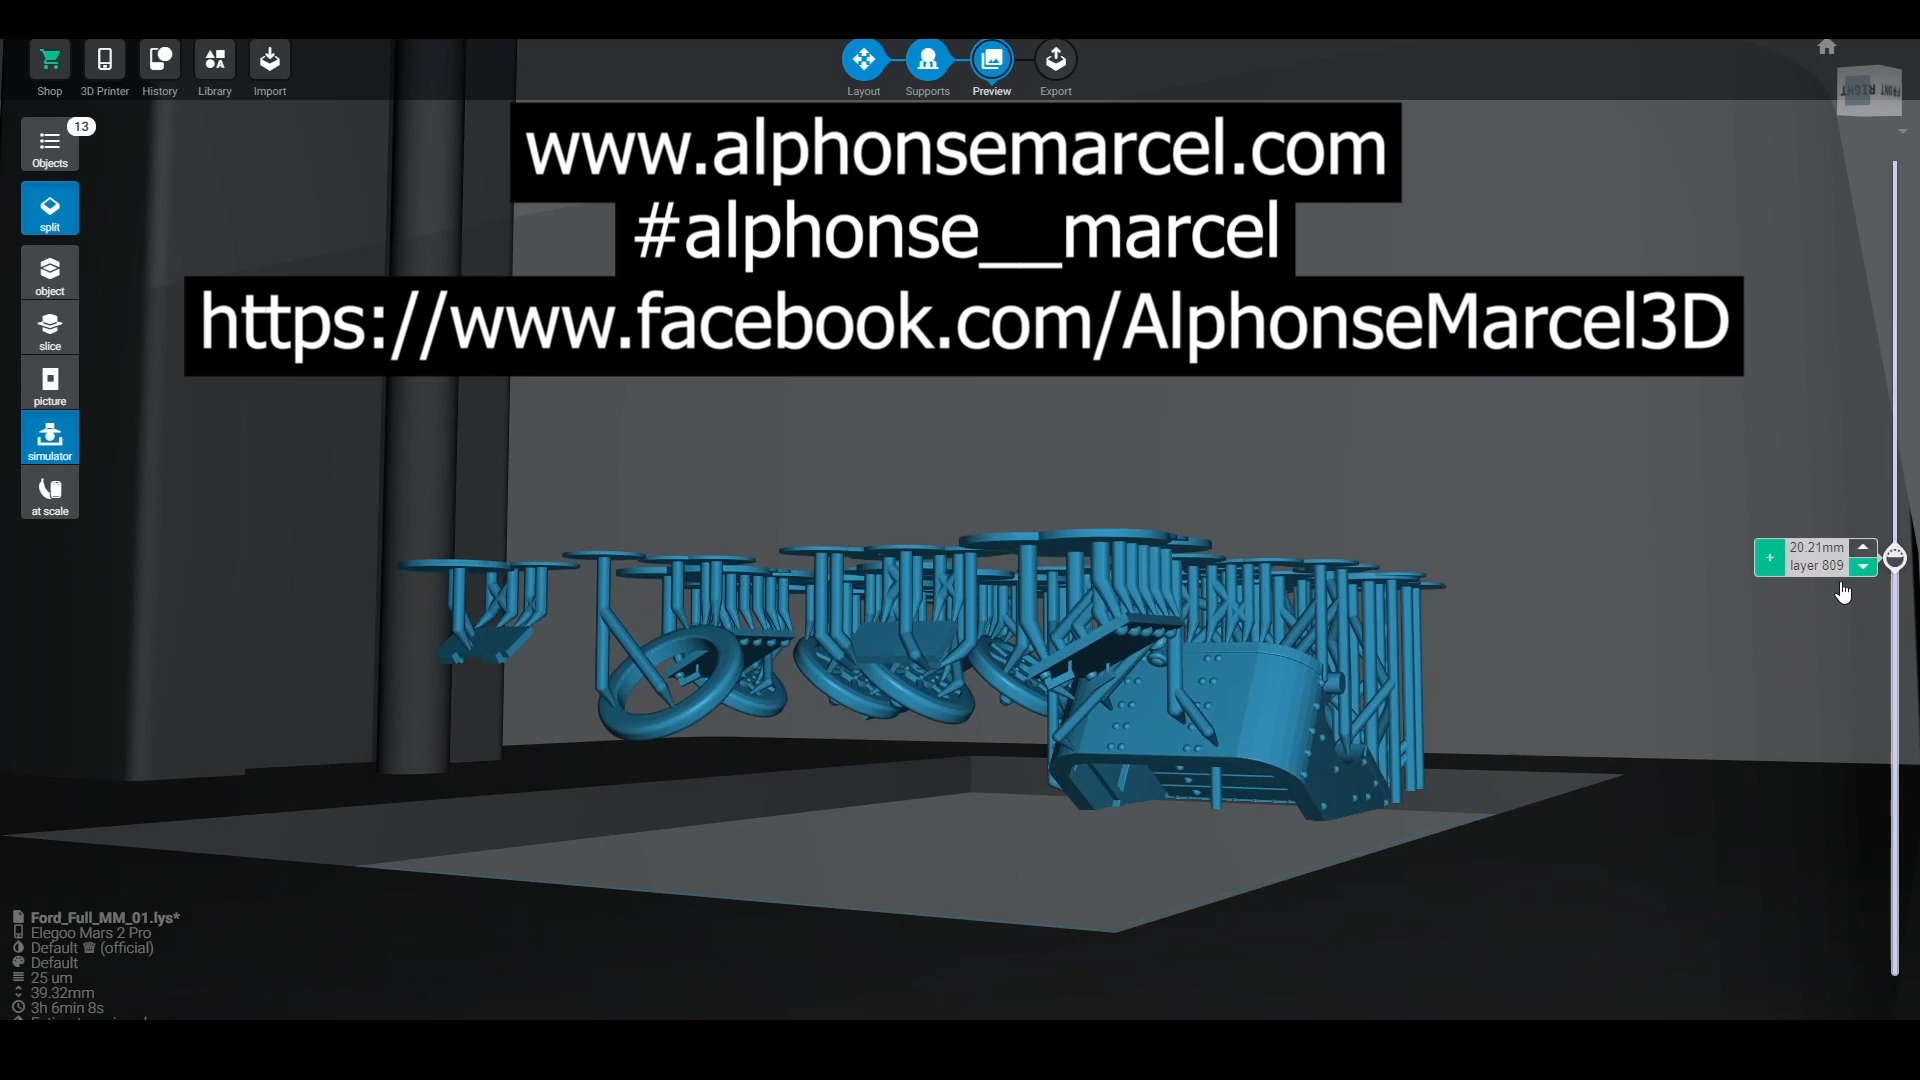 Shop
3D Printer
History
Library
Import
Layout
Supports
Preview
Export
RIGHT
FRONT
13
Objects
split
object
slice
picture
simulator
at scale
www.alphonsemarcel.com
#alphonse__marcel
https://www.facebook.com/AlphonseMarcel3D
+
20.21mm
layer 809
Ford_Full_MM_01.lys*
Elegoo Mars 2 Pro
Default (official)
Default
25 um
39.32mm
3h 6min 8s